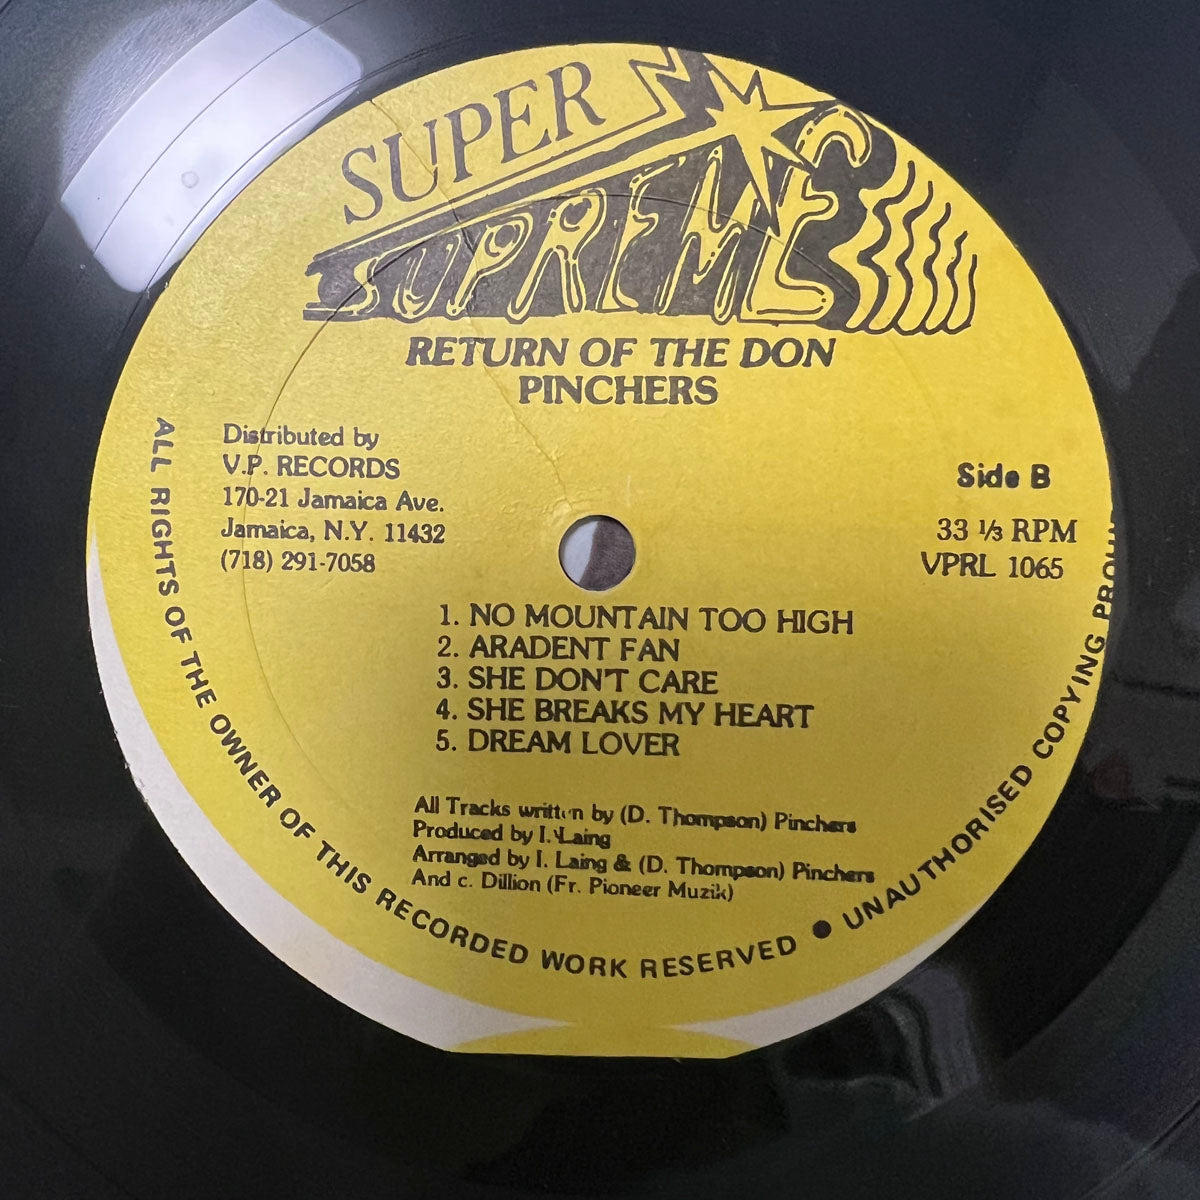 SUPER
SUPREME
RETURN OF THE DON
PINCHERS
Distributed by
V.P. RECORDS
170-21 Jamaica Ave.
Jamaica, N.Y. 11432
(718) 291-7058
Side B
33 1/3 RPM
VPRL 1065
1. NO MOUNTAIN TOO HIGH
2. ARADENT FAN
3. SHE DON'T CARE
4. SHE BREAKS MY HEART
5. DREAM LOVER
All Tracks written by (D. Thompson) Pinchers
Produced by I. Laing
Arranged by I. Laing & (D. Thompson) Pinchers
And c. Dillion (Fr. Pioneer Muzik)
ALL RIGHTS OF THE OWNER OF THIS RECORDED WORK RESERVED ● UNAUTHORISED COPYING